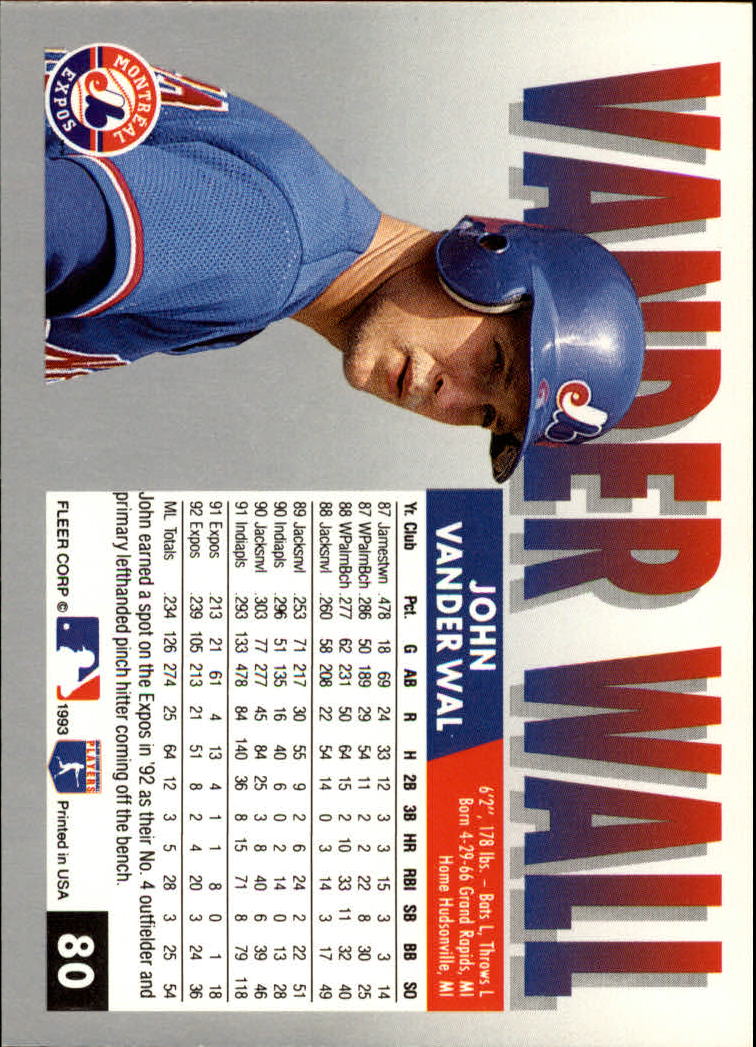 VANDER WALL
MONTREAL
EXPOS
JOHN
VANDER WAL
6'2", 178 lbs. – Bats L, Throws L
Born 4-29-66 Grand Rapids, MI
Home Hudsonville, MI
Yr. Club Pct. G AB R H 2B 3B HR RBI SB BB SO
87 Jamestwn .478 18 69 24 33 12 3 3 15 3 3 14
87 WPalmBch .286 50 189 29 54 11 2 2 22 8 30 25
88 WPalmBch .277 62 231 50 64 15 2 10 33 11 32 40
88 Jacksnvl .260 58 208 22 54 14 0 3 14 3 17 49
89 Jacksnvl .253 71 217 30 55 9 2 6 24 2 22 51
90 Indiapls .296 51 135 16 40 6 0 2 14 0 13 28
90 Jacksnvl .303 77 277 45 84 25 3 8 40 6 39 46
91 Indiapls .293 133 478 84 140 36 8 15 71 8 79 118
91 Expos .213 21 61 4 13 4 1 1 8 0 1 18
92 Expos .239 105 213 21 51 8 2 4 20 3 24 36
ML Totals .234 126 274 25 64 12 3 5 28 3 25 54
John earned a spot on the Expos in '92 as their No. 4 outfielder and
primary lefthanded pinch hitter coming off the bench.
FLEER CORP © 1993 PLAYERS Printed in USA 80